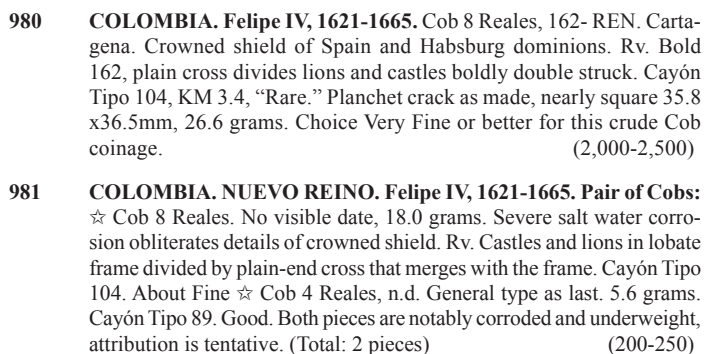 980 COLOMBIA. Felipe IV, 1621-1665. Cob 8 Reales, 162- REN. Carta-
gena. Crowned shield of Spain and Habsburg dominions. Rv. Bold
162, plain cross divides lions and castles boldly double struck. Cayón
Tipo 104, KM 3.4, “Rare.” Planchet crack as made, nearly square 35.8
x36.5mm, 26.6 grams. Choice Very Fine or better for this crude Cob
coinage. (2,000-2,500)
981 COLOMBIA. NUEVO REINO. Felipe IV, 1621-1665. Pair of Cobs:
☆ Cob 8 Reales. No visible date, 18.0 grams. Severe salt water corro-
sion obliterates details of crowned shield. Rv. Castles and lions in lobate
frame divided by plain-end cross that merges with the frame. Cayón Tipo
104. About Fine ☆ Cob 4 Reales, n.d. General type as last. 5.6 grams.
Cayón Tipo 89. Good. Both pieces are notably corroded and underweight,
attribution is tentative. (Total: 2 pieces) (200-250)